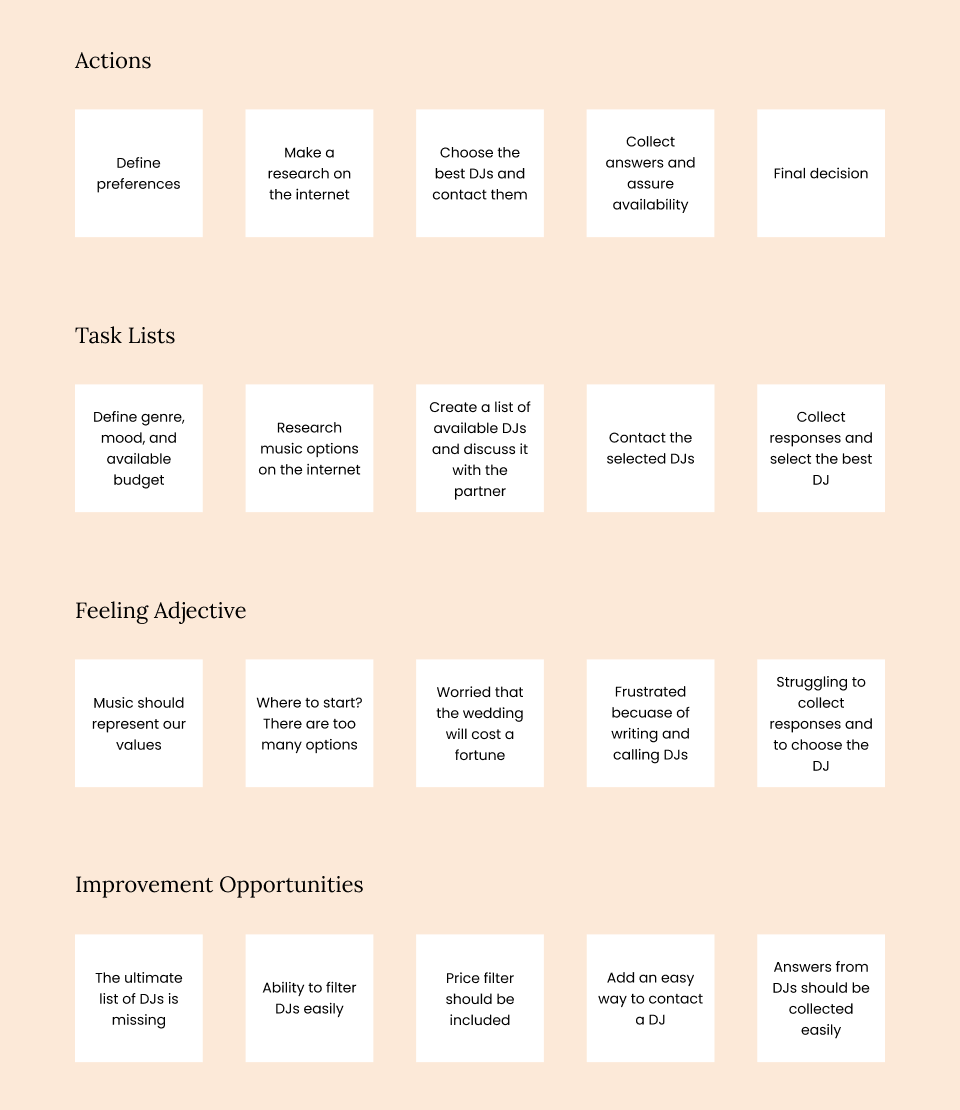 Actions
Define
preferences
Make a
research on
the internet
Choose the
best DJs and
contact them
Collect
answers and
assure
availability
Final decision
Task Lists
Define genre,
mood, and
available
budget
Research
music options
on the internet
Create a list of
available DJs
and discuss it
with the
partner
Contact the
selected DJs
Collect
responses and
select the best
DJ
Feeling Adjective
Music should
represent our
values
Where to start?
There are too
many options
Worried that
the wedding
will cost a
fortune
Frustrated
becuase of
writing and
calling DJs
Struggling to
collect
responses and
to choose the
DJ
Improvement Opportunities
The ultimate
list of DJs is
missing
Ability to filter
DJs easily
Price filter
should be
included
Add an easy
way to contact
a DJ
Answers from
DJs should be
collected
easily